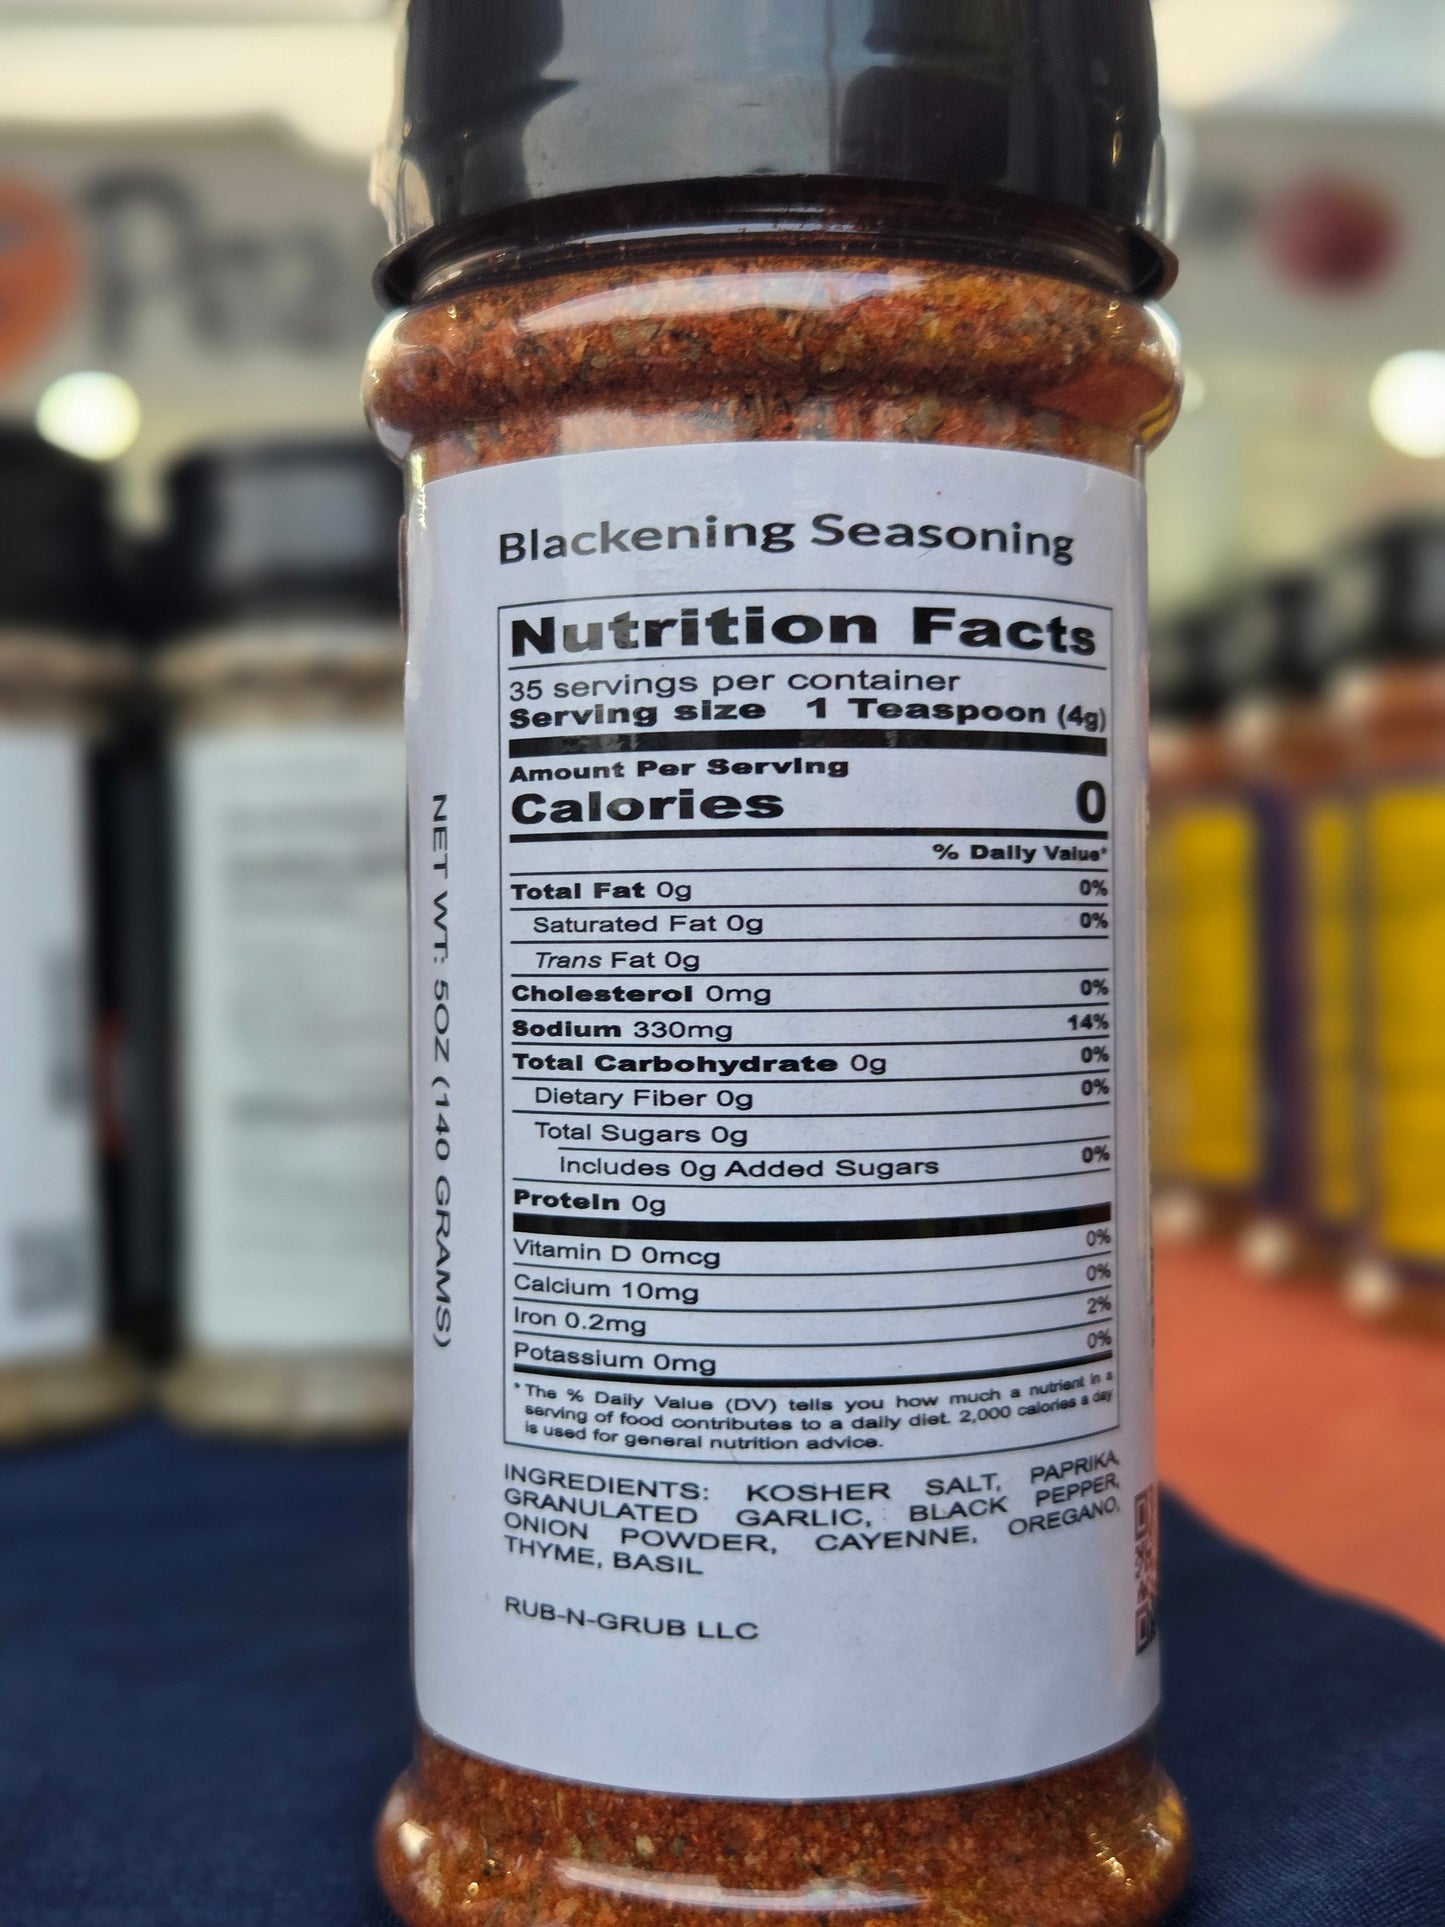 Blackening Seasoning
Nutrition Facts
35 servings per container
Serving size 1 Teaspoon (4g)
Amount Per Serving
Calories 0
% Daily Value*
Total Fat 0g 0%
Saturated Fat 0g 0%
Trans Fat 0g
Cholesterol 0mg 0%
Sodium 330mg 14%
Total Carbohydrate 0g 0%
Dietary Fiber 0g 0%
Total Sugars 0g
Includes 0g Added Sugars 0%
Protein 0g
Vitamin D 0mcg 0%
Calcium 10mg 0%
Iron 0.2mg 2%
Potassium 0mg 0%
*The % Daily Value (DV) tells you how much a nutrient in a
serving of food contributes to a daily diet. 2,000 calories a day
is used for general nutrition advice.
INGREDIENTS: KOSHER SALT, PAPRIKA,
GRANULATED GARLIC, BLACK PEPPER,
ONION POWDER, CAYENNE, OREGANO,
THYME, BASIL
RUB-N-GRUB LLC
NET WT: 5OZ (140 GRAMS)